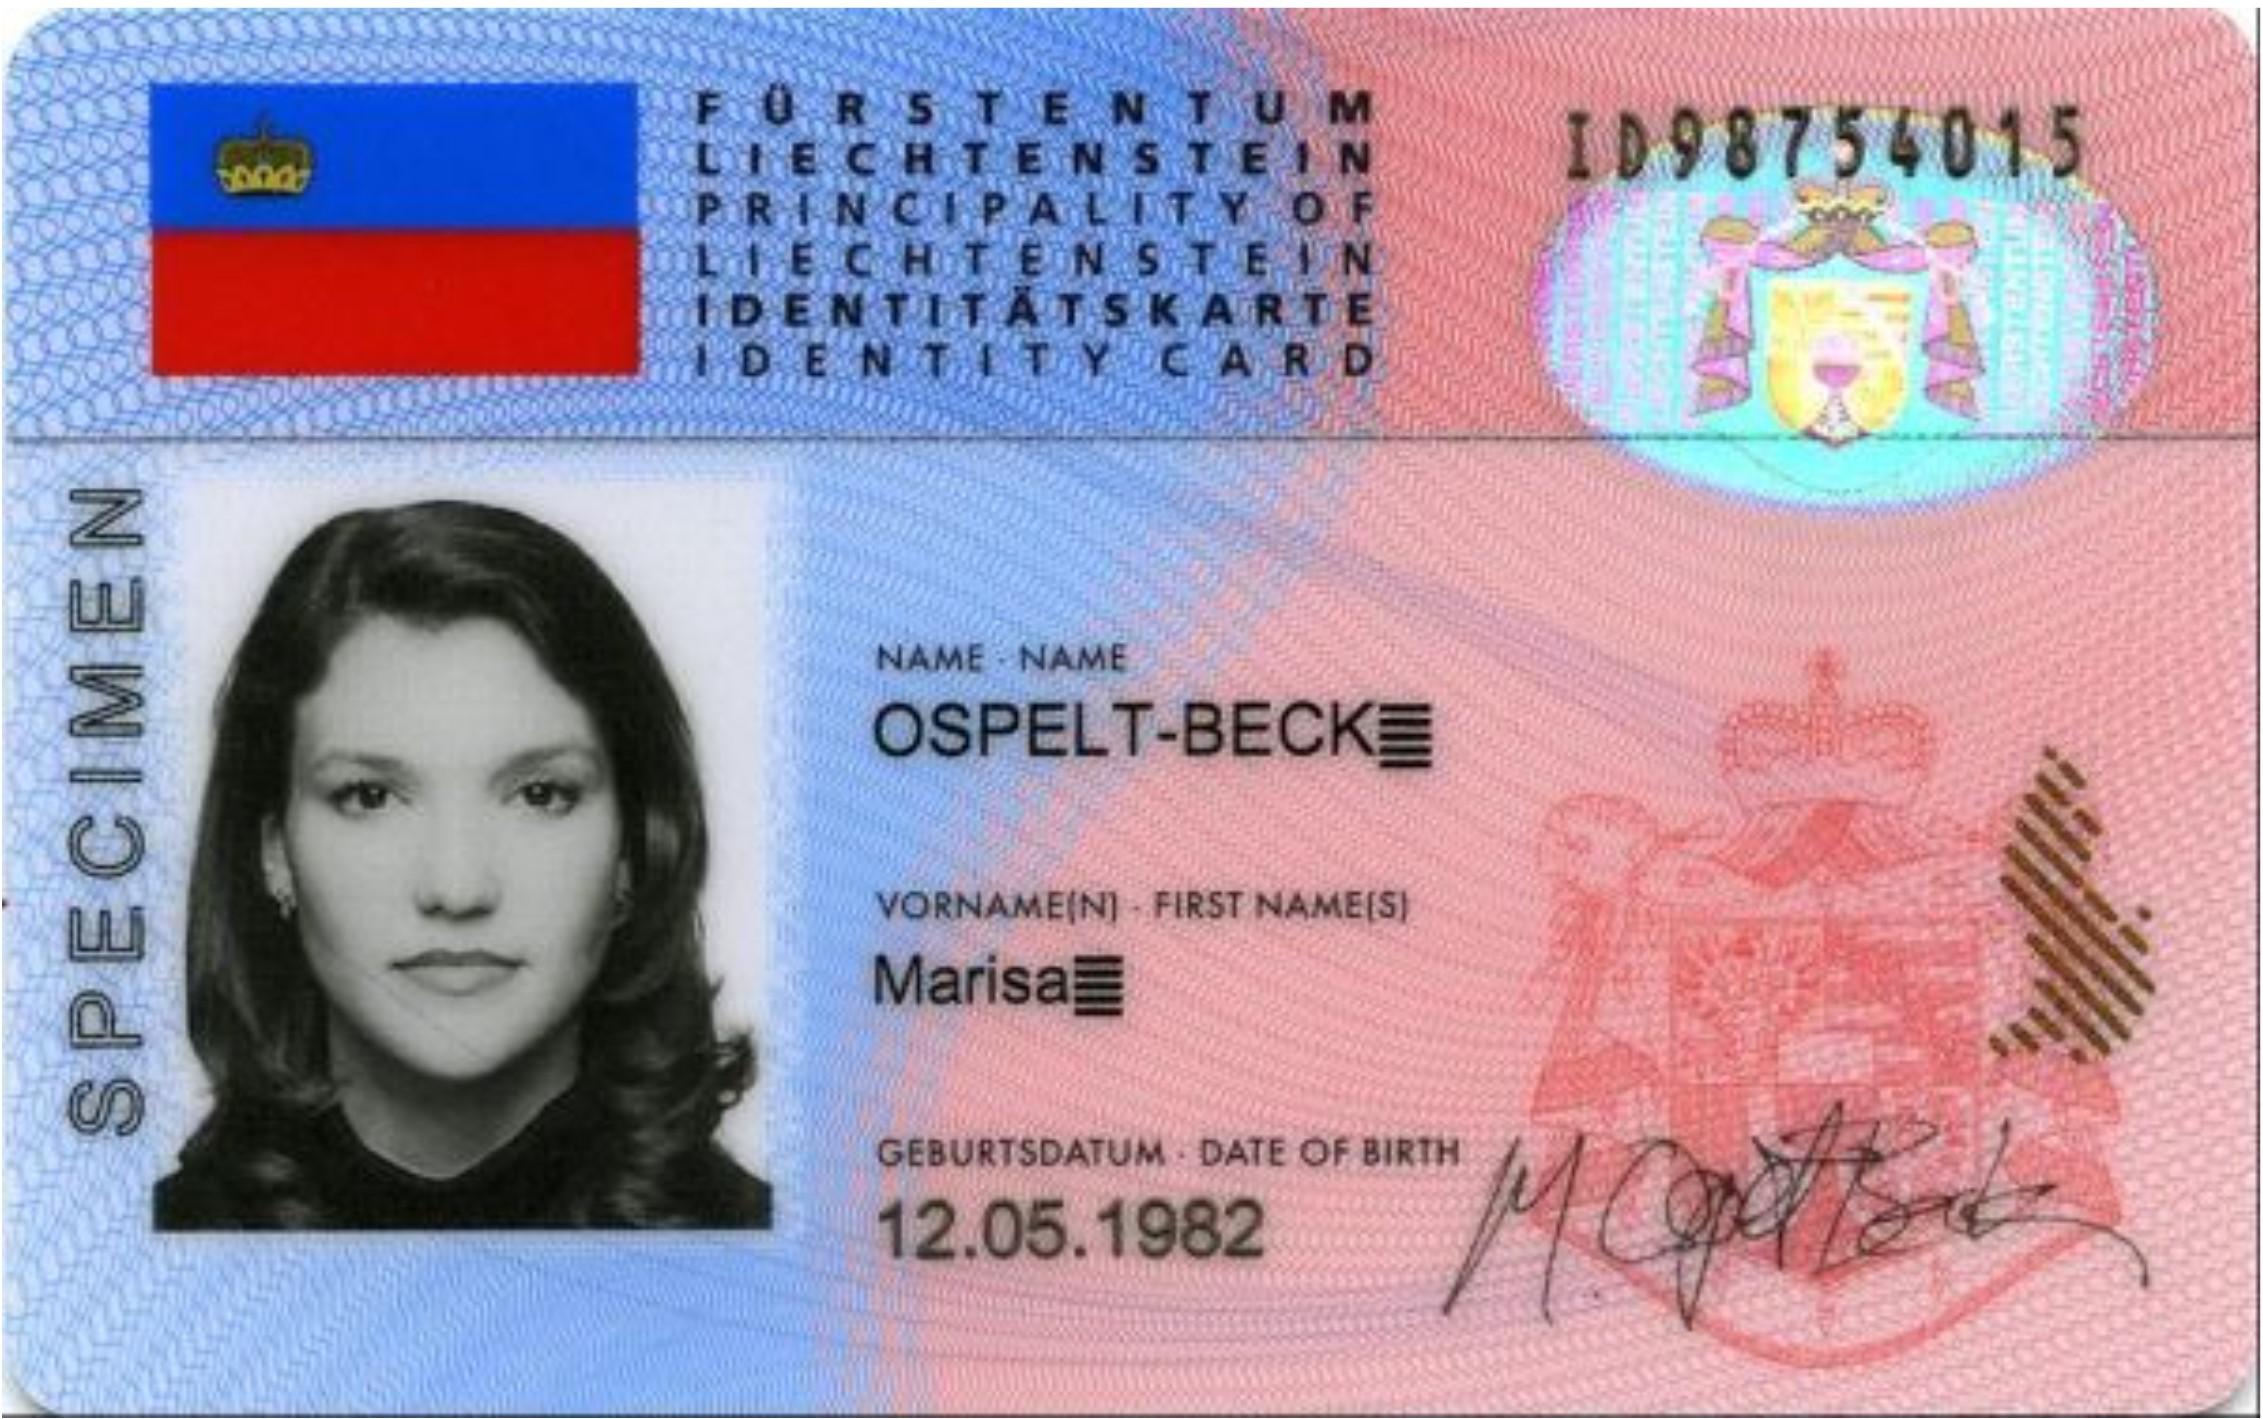 FÜRSTENTUM
LIECHTENSTEIN
PRINCIPALITY OF
LIECHTENSTEIN
IDENTITÄTSKARTE
IDENTITY CARD
ID98754015
SPECIMEN
NAME · NAME
OSPELT-BECK
VORNAME(N) · FIRST NAME(S)
Marisa
GEBURTSDATUM · DATE OF BIRTH
12.05.1982
M. Ospelt-Beck